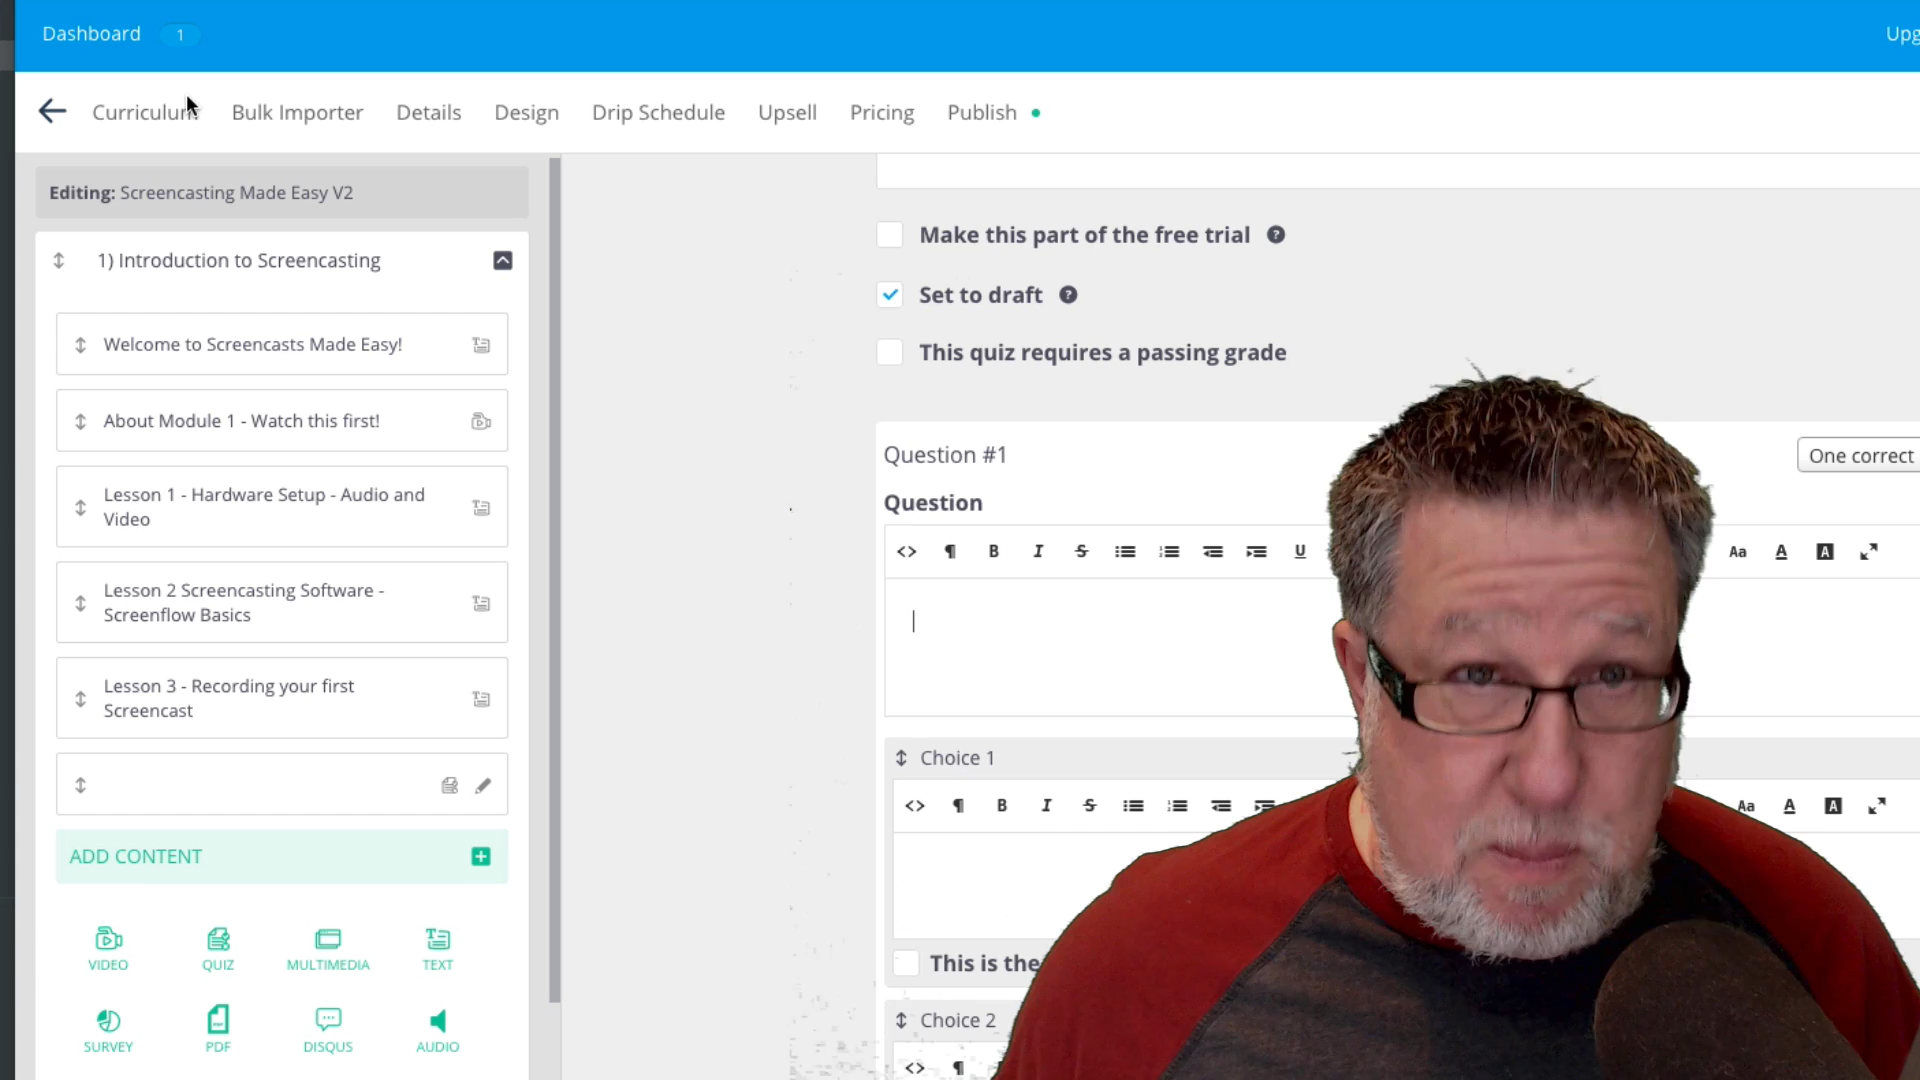 Dashboard 1
Upg
Curriculum Bulk Importer Details Design Drip Schedule Upsell Pricing Publish
Editing: Screencasting Made Easy V2
1) Introduction to Screencasting
Welcome to Screencasts Made Easy!
About Module 1 - Watch this first!
Lesson 1 - Hardware Setup - Audio and
Video
Lesson 2 Screencasting Software -
Screenflow Basics
Lesson 3 - Recording your first
Screencast
ADD CONTENT
VIDEO QUIZ MULTIMEDIA TEXT
SURVEY PDF DISQUS AUDIO
Make this part of the free trial
Set to draft
This quiz requires a passing grade
Question #1
One correct
Question
Choice 1
This is the
Choice 2